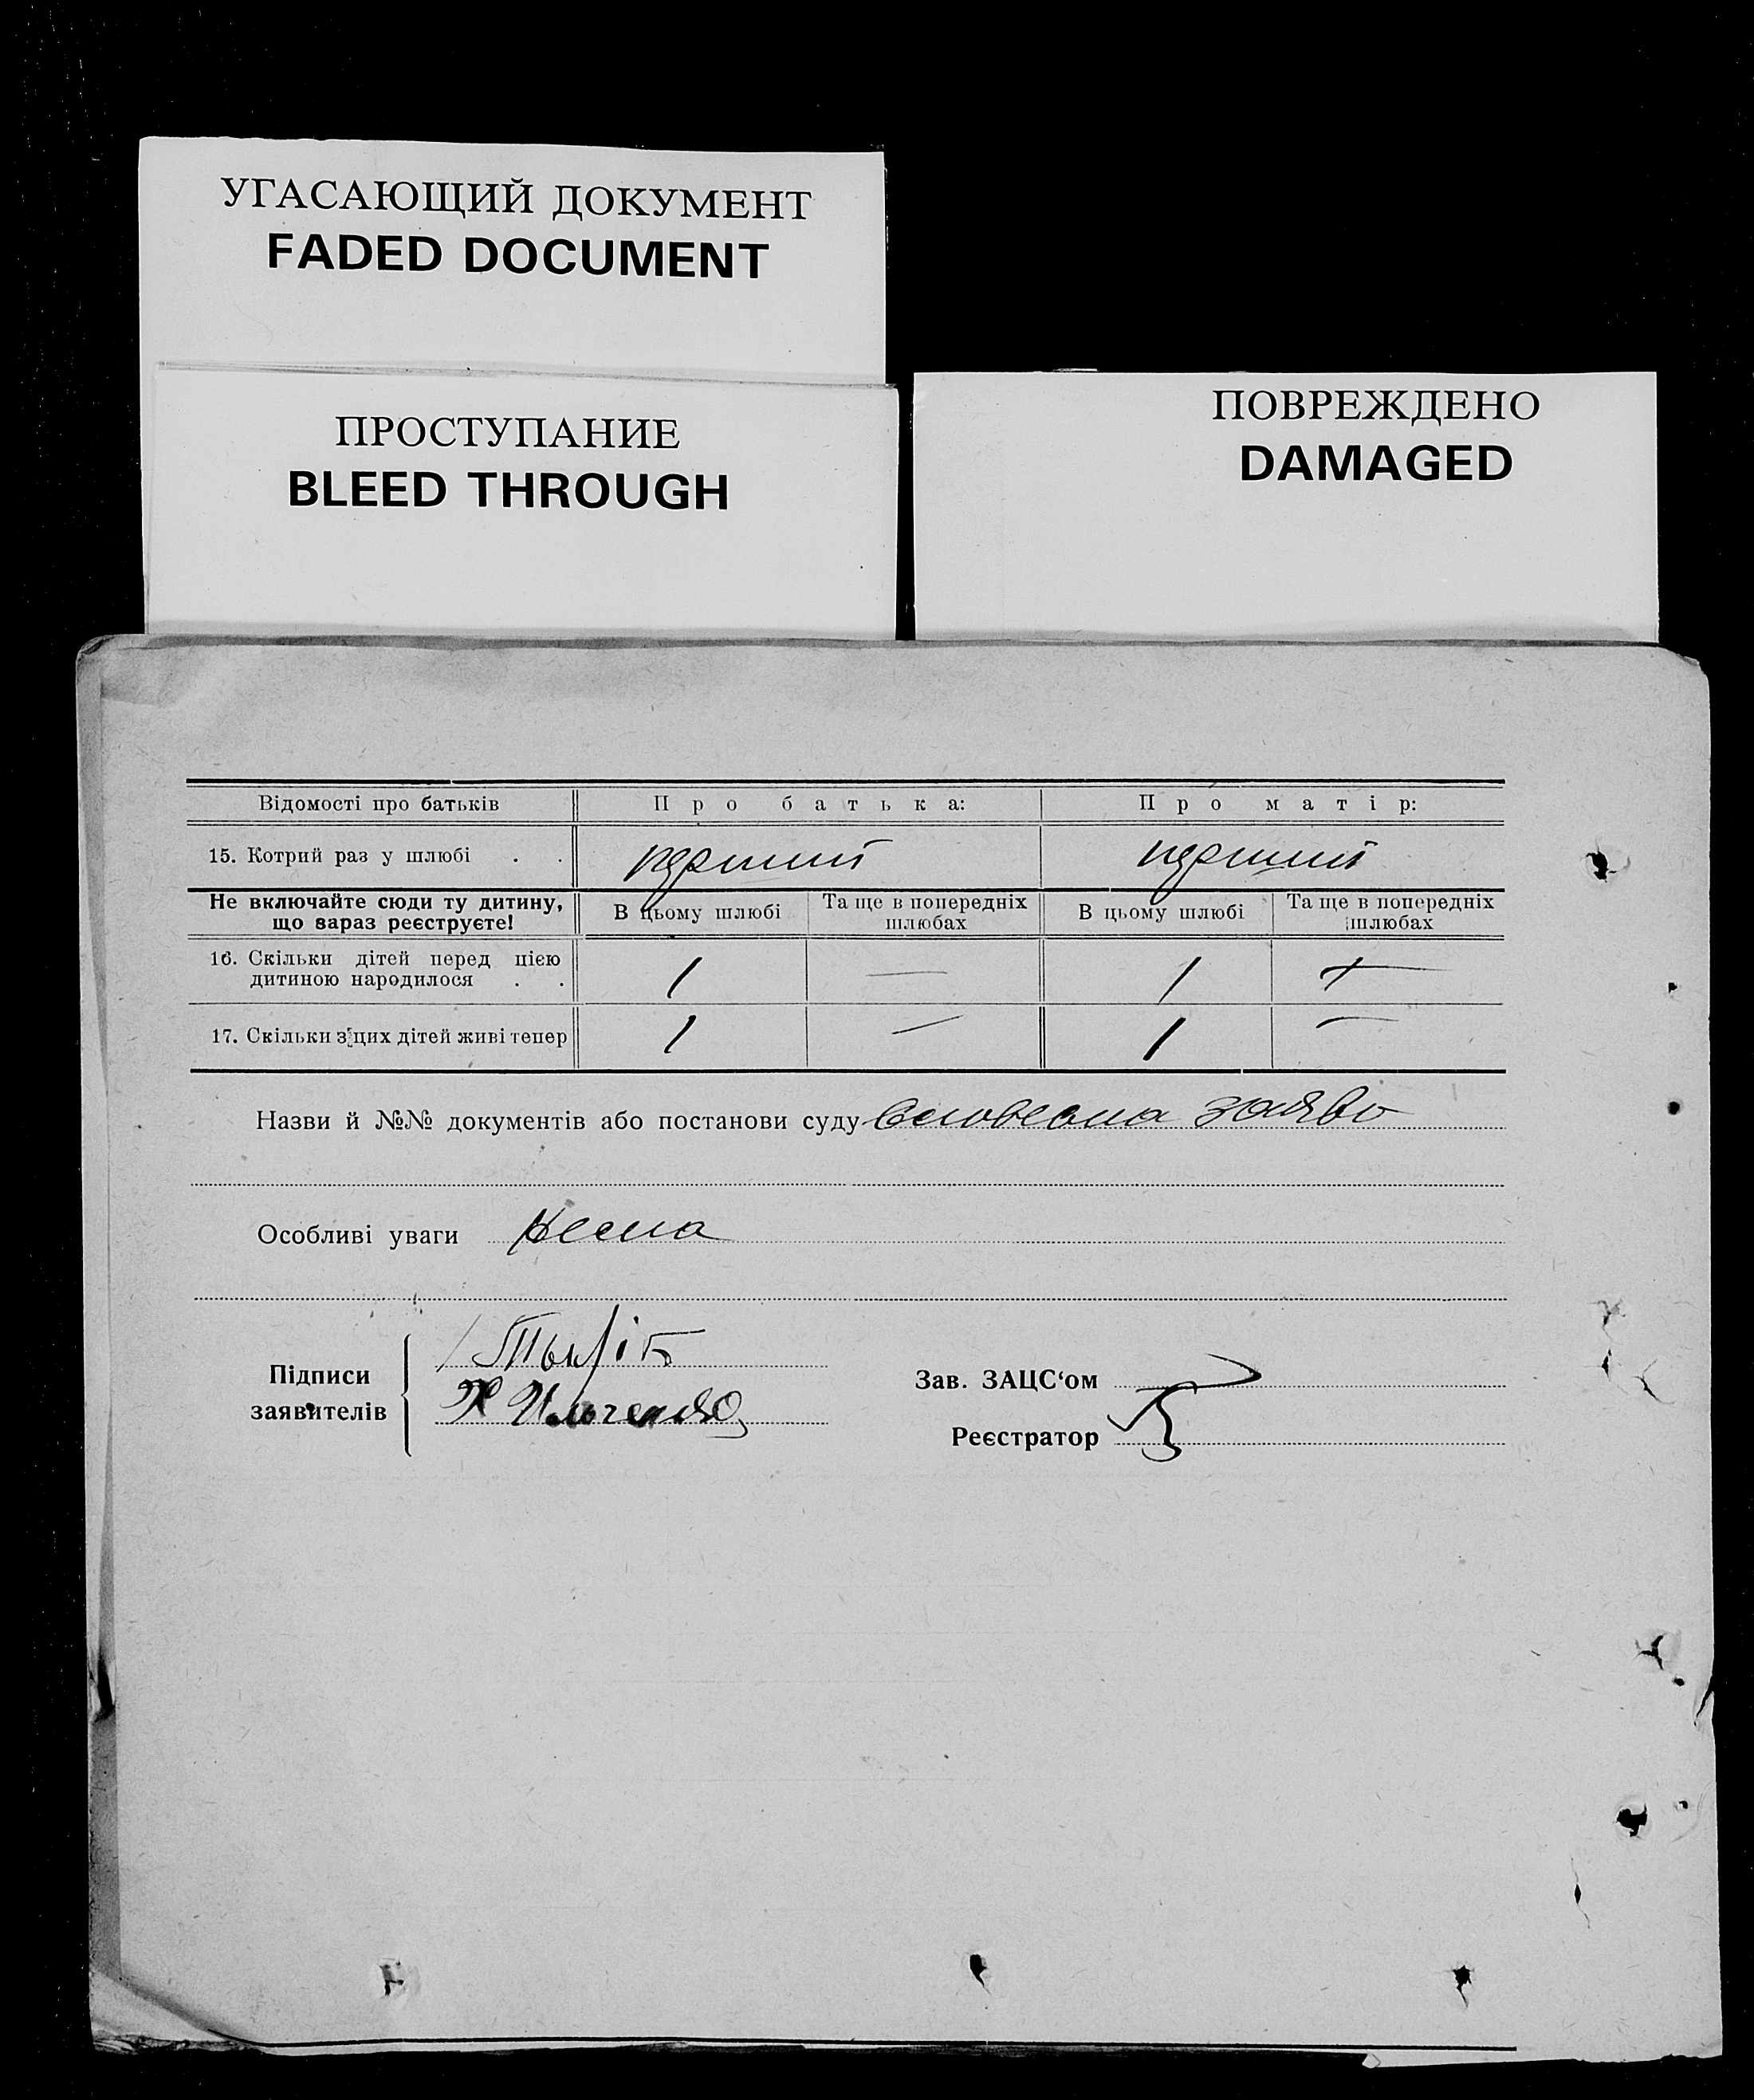 УГАСАЮЩИЙ ДОКУМЕНТ
FADED DOCUMENT
ПРОСТУПАНИЕ
BLEED THROUGH
ПОВРЕЖДЕНО
DAMAGED
Відомості про батьків Про батька: Про матір:
15. Котрий раз у шлюбі . . перший перший
Не включайте сюди ту дитину, що зараз реєструєте! В цьому шлюбі Та ще в попередніх шлюбах В цьому шлюбі Та ще в попередніх шлюбах
16. Скільки дітей перед цією дитиною народилося . . 1 — 1 —
17. Скільки з цих дітей живі тепер 1 — 1 —
Назви й №№ документів або постанови суду словесна заява
Особливі уваги Нема
Підписи заявителів
Зав. ЗАЦС‘ом
Реєстратор